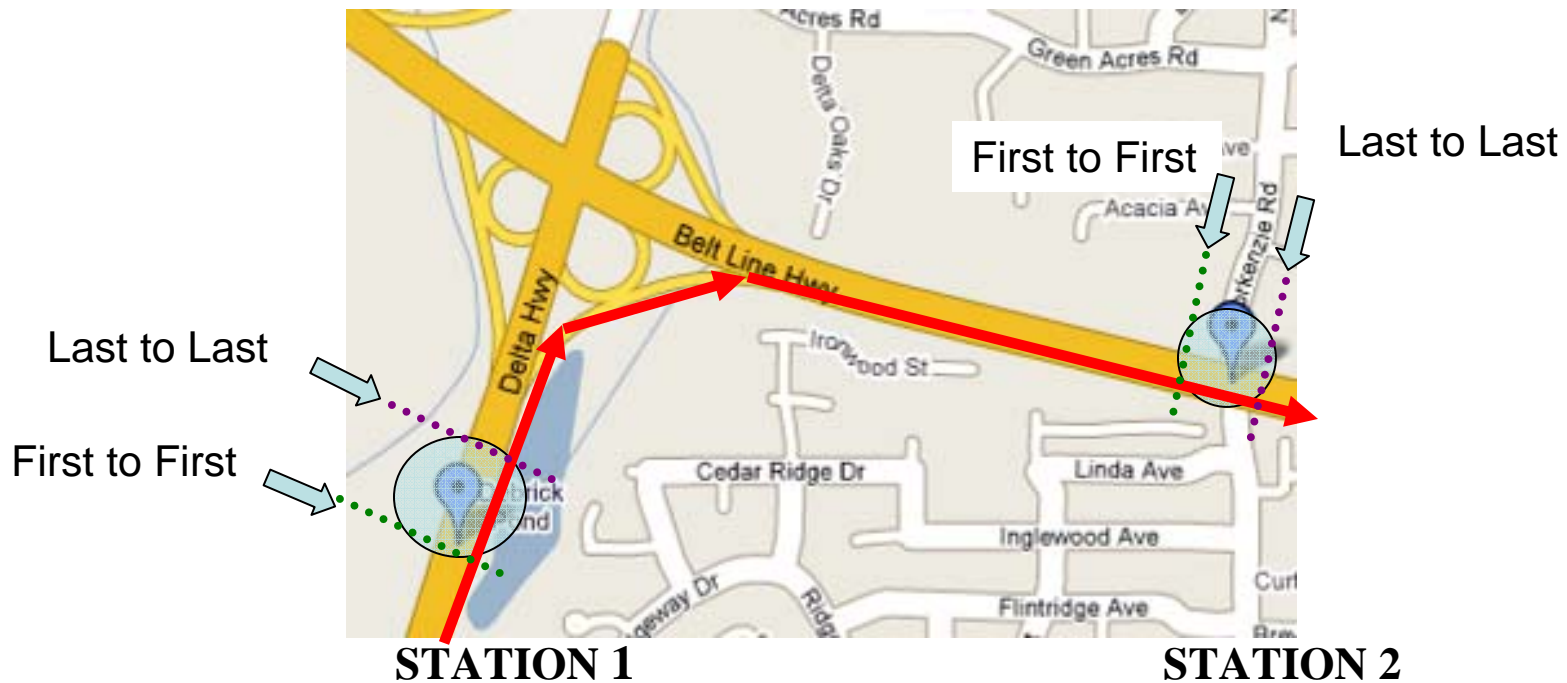 Acres Rd
Green Acres Rd
Delta Oaks Dr
First to First
Last to Last
Acacia Av
Belt Line Hwy
Delta Hwy
Last to Last
First to First
Ironwood St
Cedar Ridge Dr
Linda Ave
Inglewood Ave
Flintridge Ave
STATION 1
STATION 2